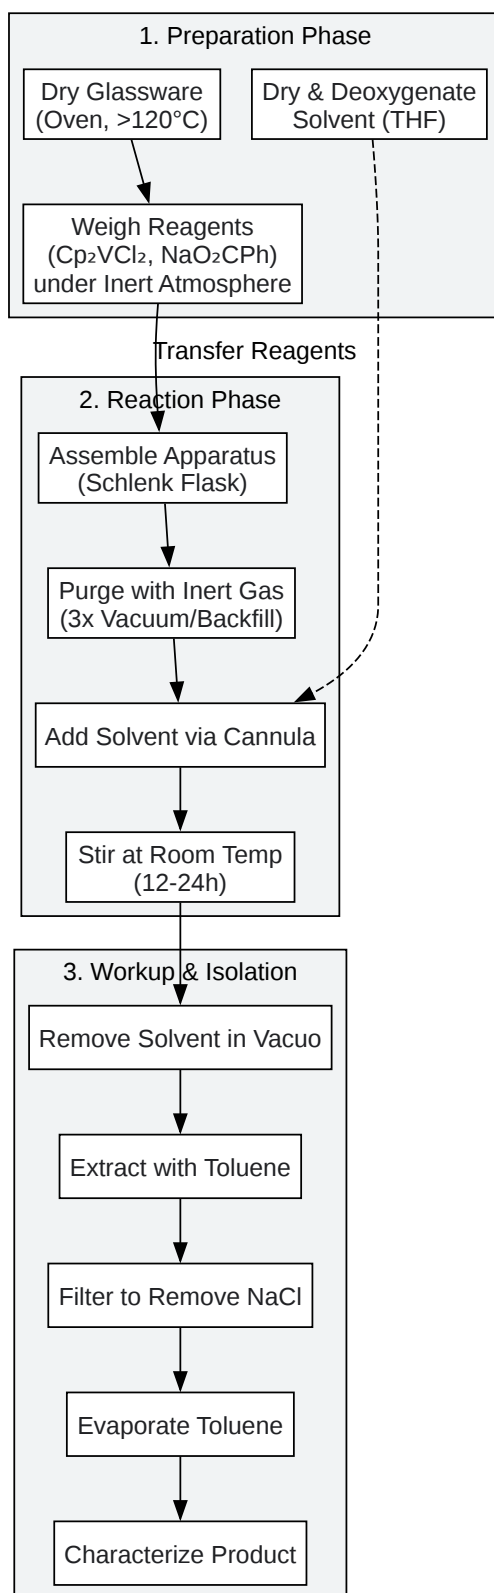 1. Preparation Phase
Dry Glassware
(Oven, >120°C)
Dry & Deoxygenate
Solvent (THF)
Weigh Reagents
(Cp₂VCl₂, NaO₂CPh)
under Inert Atmosphere
Transfer Reagents
2. Reaction Phase
Assemble Apparatus
(Schlenk Flask)
Purge with Inert Gas
(3x Vacuum/Backfill)
Add Solvent via Cannula
Stir at Room Temp
(12-24h)
3. Workup & Isolation
Remove Solvent in Vacuo
Extract with Toluene
Filter to Remove NaCl
Evaporate Toluene
Characterize Product